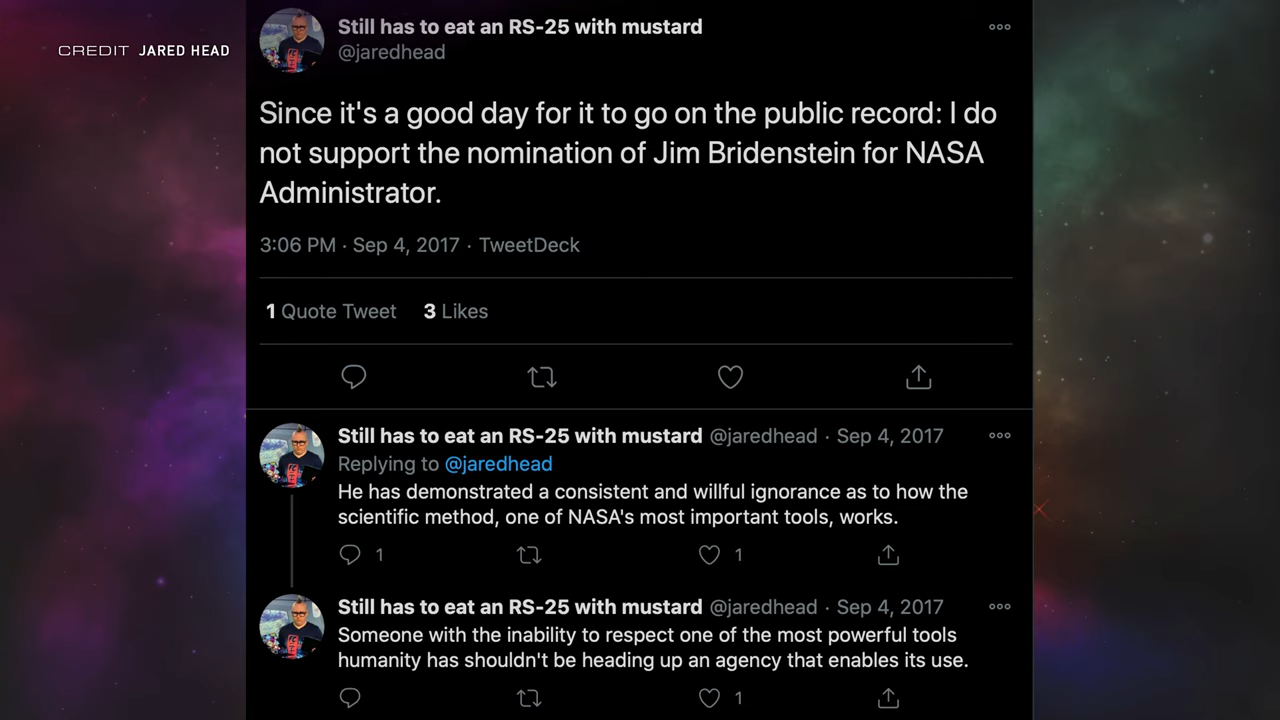 CREDIT JARED HEAD
Still has to eat an RS-25 with mustard
@jaredhead
Since it's a good day for it to go on the public record: I do
not support the nomination of Jim Bridenstein for NASA
Administrator.
3:06 PM · Sep 4, 2017 · TweetDeck
1 Quote Tweet 3 Likes
Still has to eat an RS-25 with mustard @jaredhead · Sep 4, 2017
Replying to @jaredhead
He has demonstrated a consistent and willful ignorance as to how the
scientific method, one of NASA's most important tools, works.
1 1
Still has to eat an RS-25 with mustard @jaredhead · Sep 4, 2017
Someone with the inability to respect one of the most powerful tools
humanity has shouldn't be heading up an agency that enables its use.
1